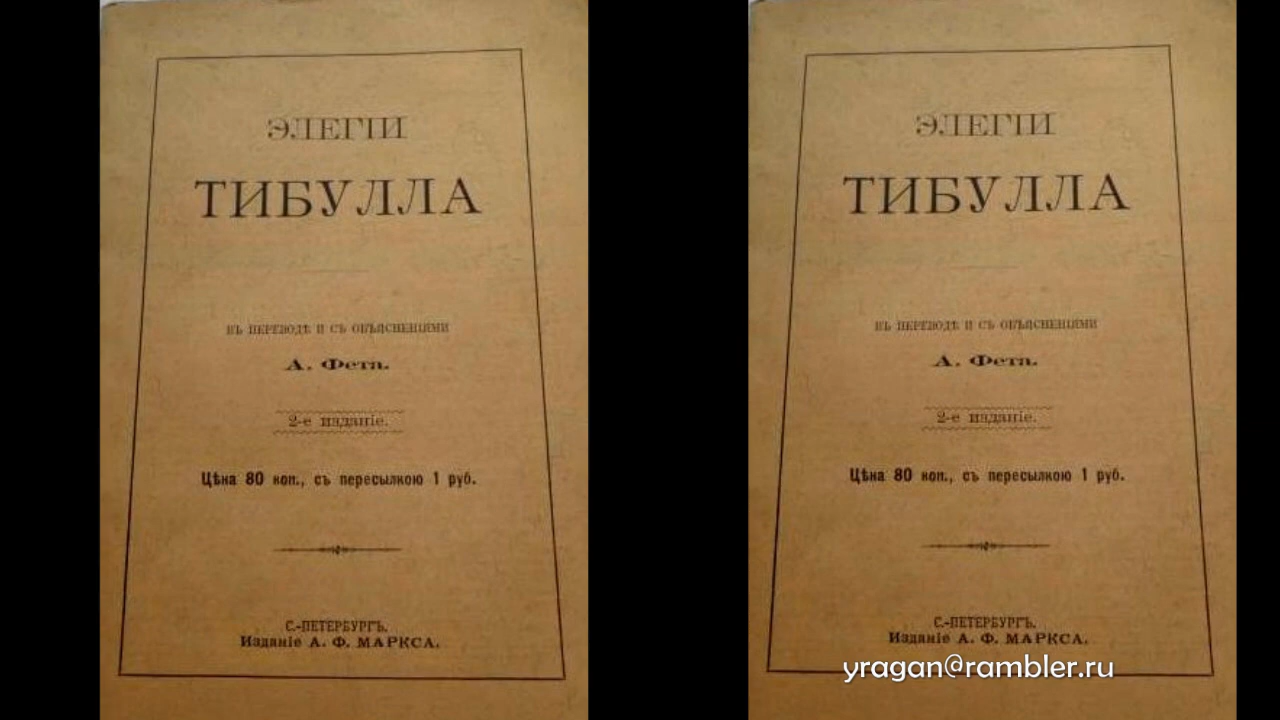 ЭЛЕГІИ
ТИБУЛЛА
ВЪ ПЕРЕВОДѢ И СЪ ОБЪЯСНЕНІЯМИ
А. Фета.
2-е изданіе.
Цѣна 80 коп., съ пересылкою 1 руб.
С.-ПЕТЕРБУРГЪ.
Изданіе А. Ф. МАРКСА.
ЭЛЕГІИ
ТИБУЛЛА
ВЪ ПЕРЕВОДѢ И СЪ ОБЪЯСНЕНІЯМИ
А. Фета.
2-е изданіе.
Цѣна 80 коп., съ пересылкою 1 руб.
С.-ПЕТЕРБУРГЪ.
Изданіе А. Ф. МАРКСА.
yragan@rambler.ru